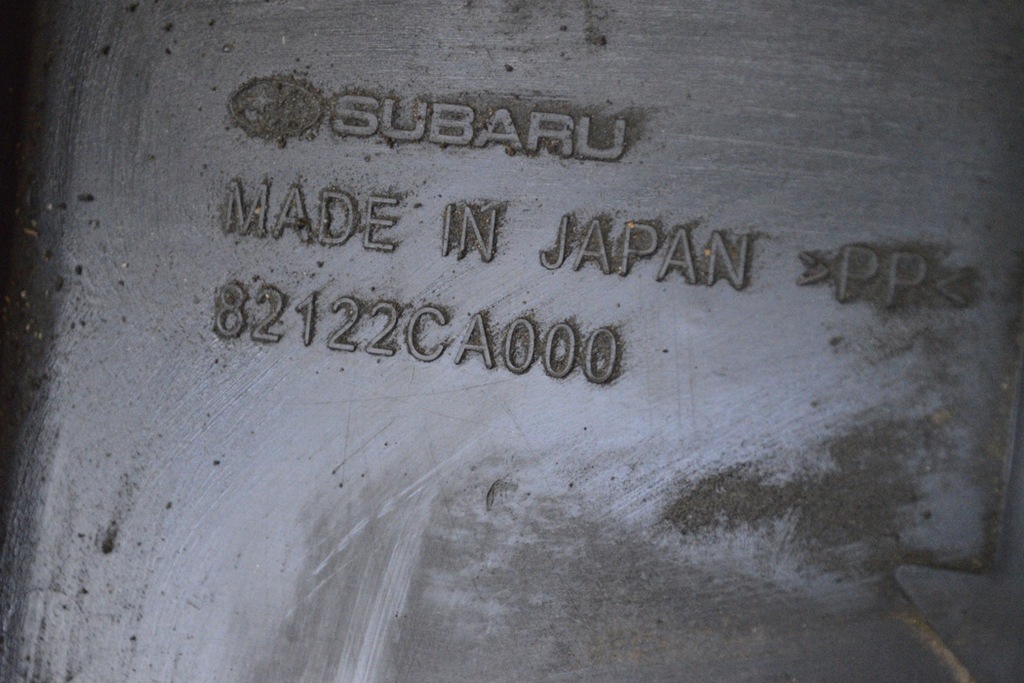 SUBARU
MADE IN JAPAN >PP<
82122CA000